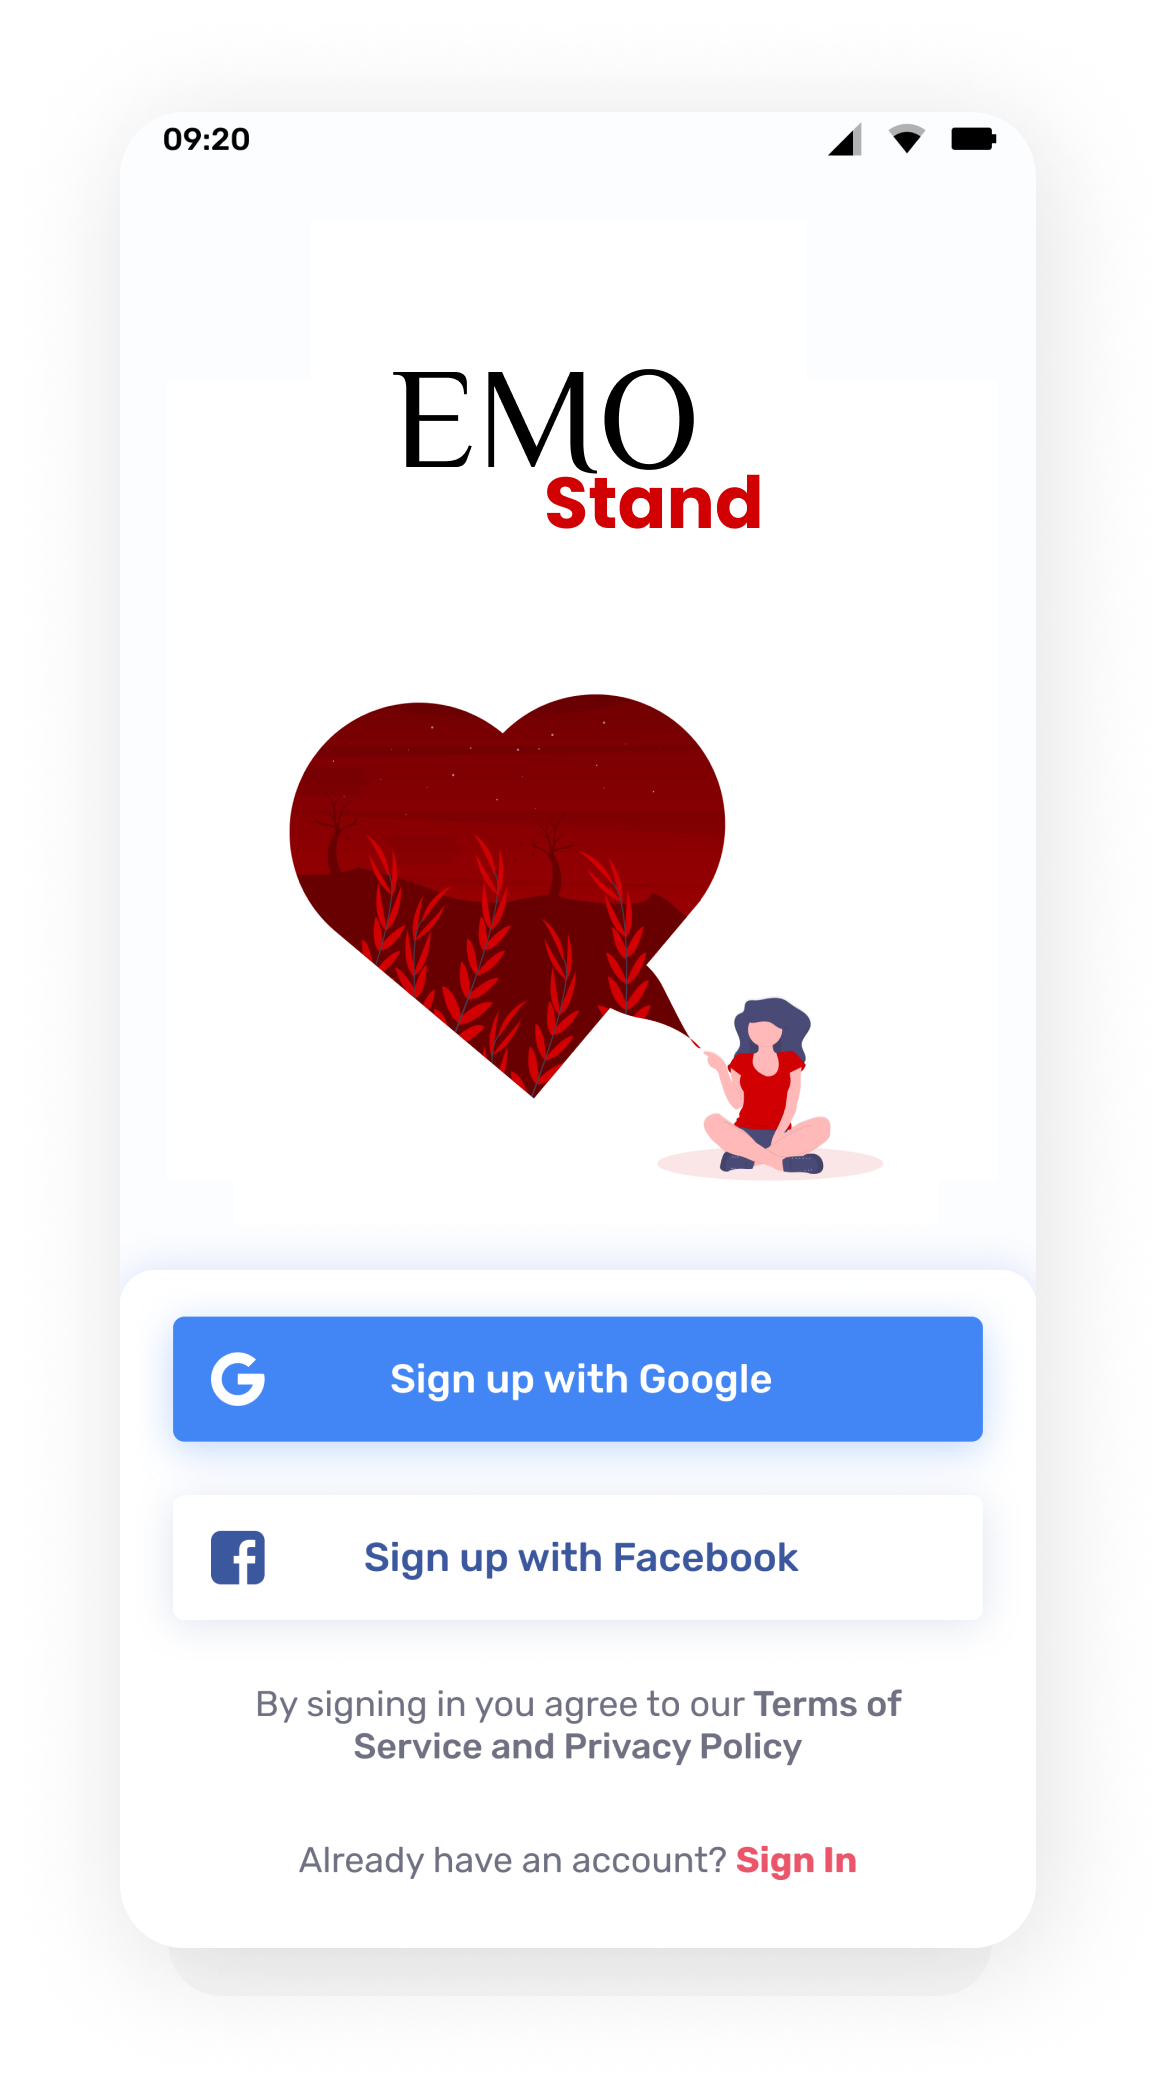 09:20
EMO
Stand
Sign up with Google
Sign up with Facebook
By signing in you agree to our Terms of
Service and Privacy Policy
Already have an account? Sign In